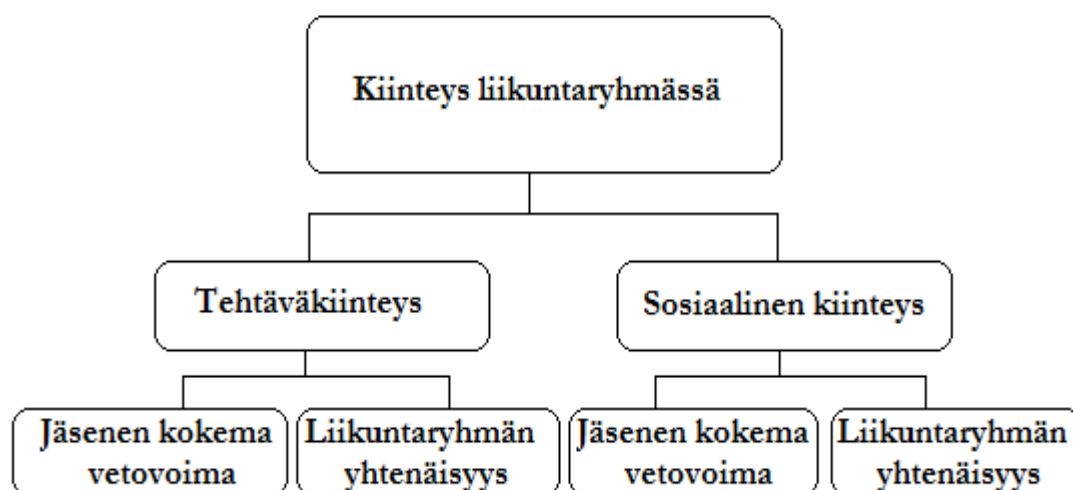 Kiinteys liikuntaryhmässä
Tehtäväkiinteys
Sosiaalinen kiinteys
Jäsenen kokema
vetovoima
Liikuntaryhmän
yhtenäisyys
Jäsenen kokema
vetovoima
Liikuntaryhmän
yhtenäisyys